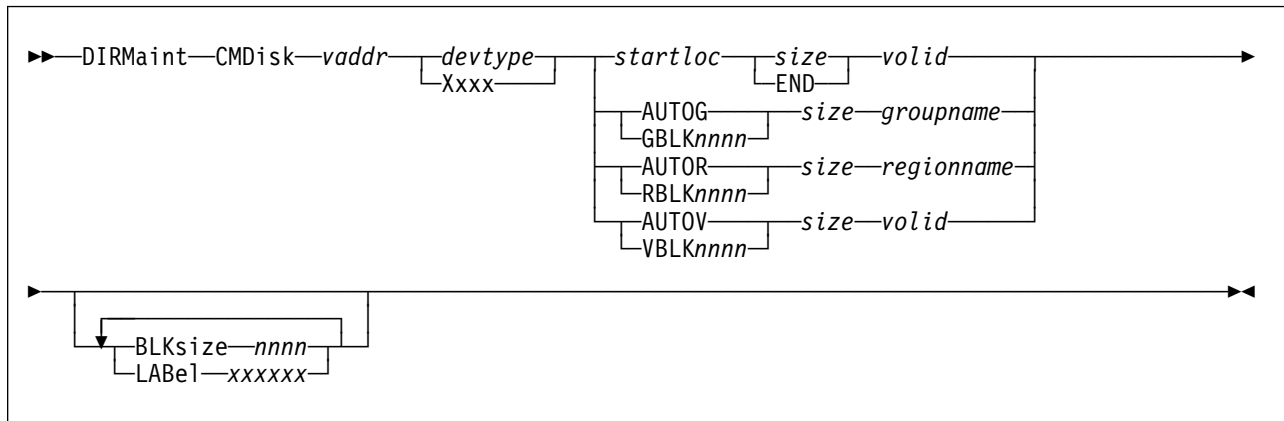 DIRMaint CMDisk vaddr devtype startloc size volid
Xxxx END
AUTOG size groupname
GBLKnnnn
AUTOR size regionname
RBLKnnnn
AUTOV size volid
VBLKnnnn
BLKsize nnnn
LABel xxxxxx